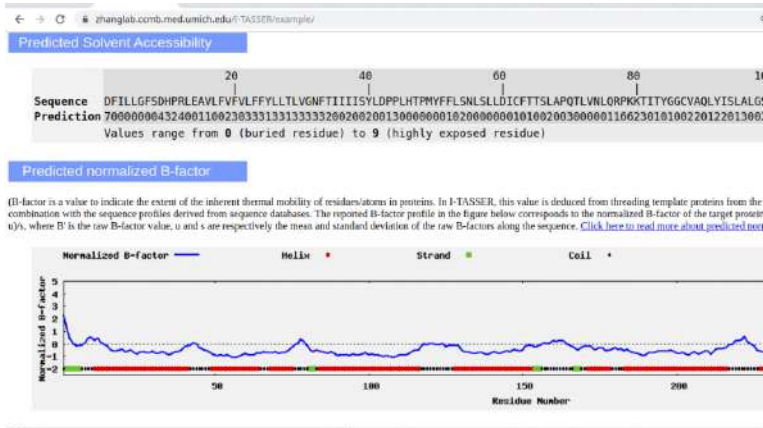 zhanglab.ccmb.med.umich.edu/I-TASSER/example/
Predicted Solvent Accessibility
20 40 60 80
Sequence DFILLGFSDHPRLEAVLFVFVLFFYLLTLVGNFTIIIISYLDPPLHTPMYFFLSNLSLLDICFTTSLAPQTLVNLQRPKKTITYGGCVAQLYISLALGS
Prediction
Values range from 0 (buried residue) to 9 (highly exposed residue)
Predicted normalized B-factor
(B-factor is a value to indicate the extent of the inherent thermal mobility of residues/atoms in proteins. In I-TASSER, this value is deduced from threading template proteins from the
combination with the sequence profiles derived from sequence databases. The reported B-factor profile in the figure below corresponds to the normalized B-factor of the target protein
u)/s, where B' is the raw B-factor value, u and s are respectively the mean and standard deviation of the raw B-factors along the sequence. Click here to read more about predicted nor
Normalized B-factor Helix Strand Coil
Normalized B-factor
5
4
3
2
1
0
-1
-2
50 100 150 200
Residue Number